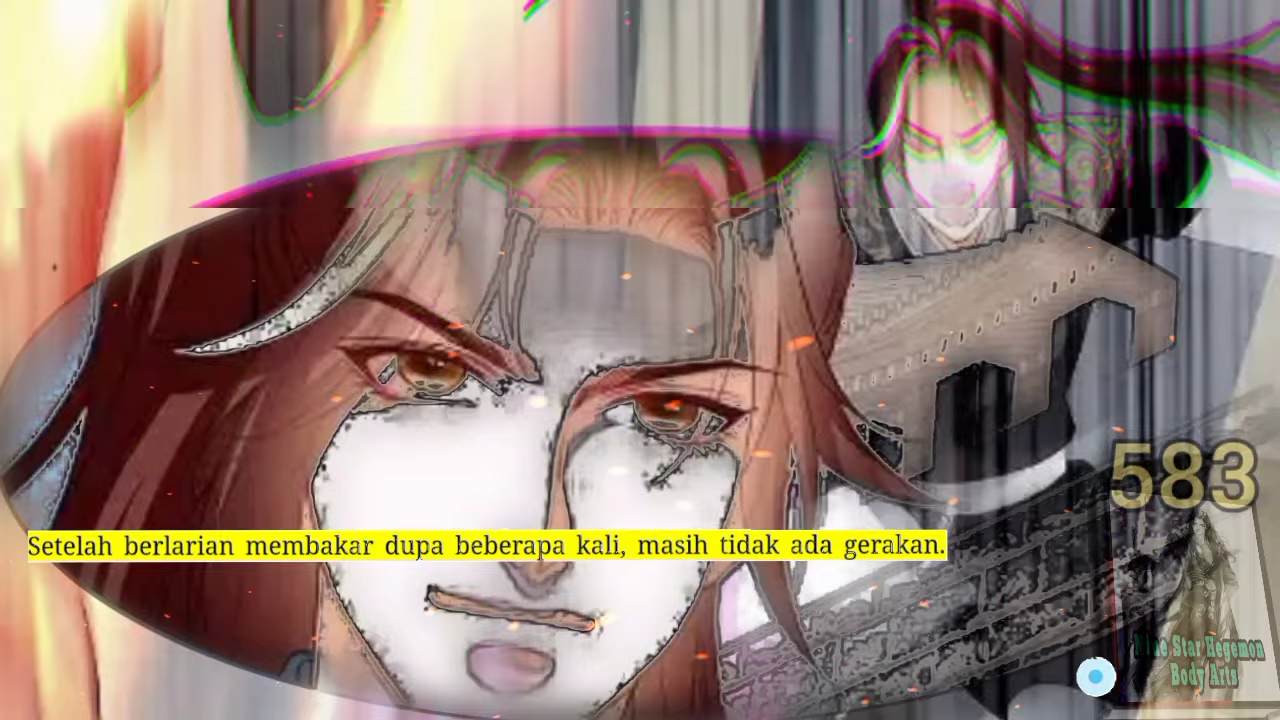 583
Setelah berlarian membakar dupa beberapa kali, masih tidak ada gerakan.
Nine Star Hegemon
Body Arts